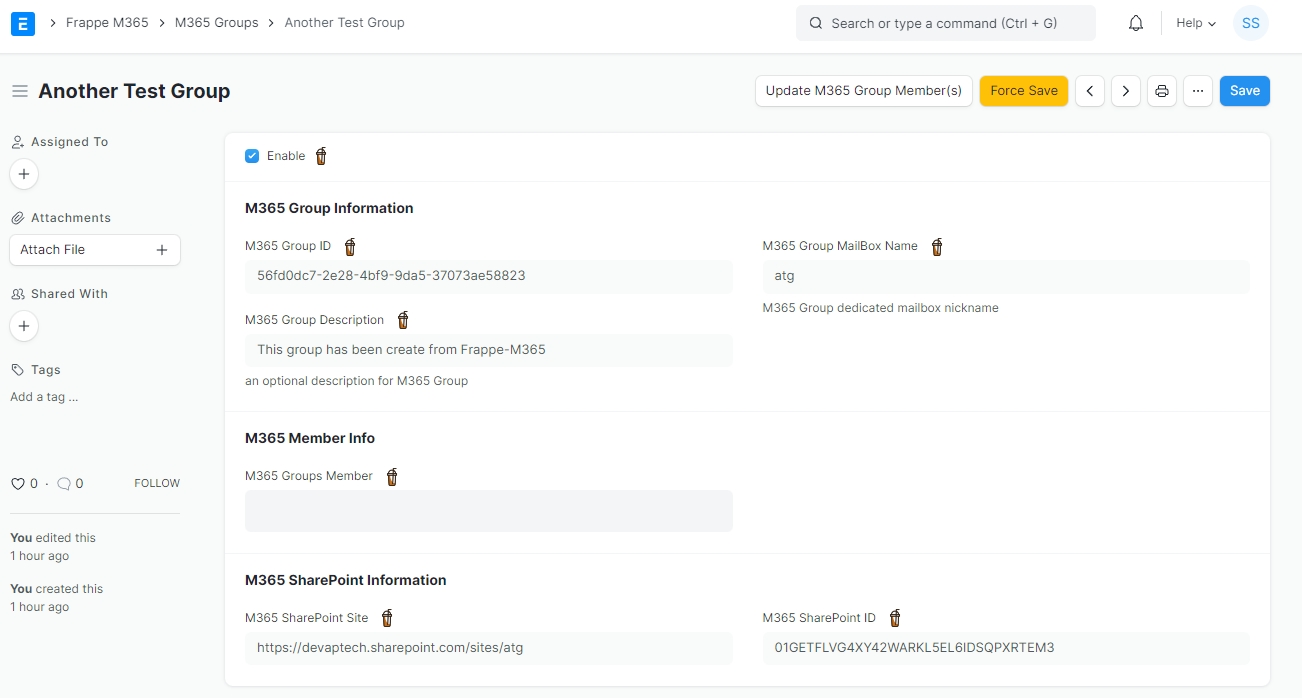 E
Frappe M365
M365 Groups
Another Test Group
Search or type a command (Ctrl + G)
Help
SS
Another Test Group
Update M365 Group Member(s)
Force Save
...
Save
Assigned To
Attachments
Attach File
Shared With
Tags
Add a tag ...
0 · 0 FOLLOW
You edited this
1 hour ago
You created this
1 hour ago
Enable
M365 Group Information
M365 Group ID
56fd0dc7-2e28-4bf9-9da5-37073ae58823
M365 Group MailBox Name
atg
M365 Group dedicated mailbox nickname
M365 Group Description
This group has been create from Frappe-M365
an optional description for M365 Group
M365 Member Info
M365 Groups Member
M365 SharePoint Information
M365 SharePoint Site
https://devaptech.sharepoint.com/sites/atg
M365 SharePoint ID
01GETFLVG4XY42WARKL5EL6IDSQPXRTEM3